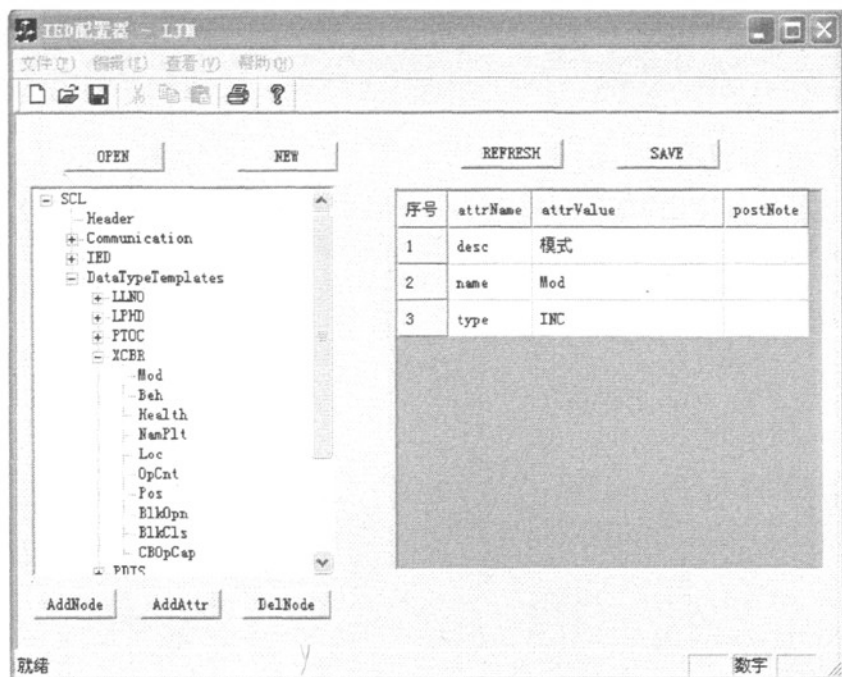 IED配置器 - LJM
文件(F) 编辑(E) 查看(V) 帮助(H)
OPEN NEW REFRESH SAVE
SCL
Header
Communication
IED
DataTypeTemplates
LLNO
LPHD
PTOC
XCBR
Mod
Beh
Health
NamPlt
Loc
OpCnt
Pos
BlkOpn
BlkCls
CBOpCap
PDIS
序号 attrName attrValue postNote
1 desc 模式
2 name Mod
3 type INC
AddNode AddAttr DelNode
就绪 数字